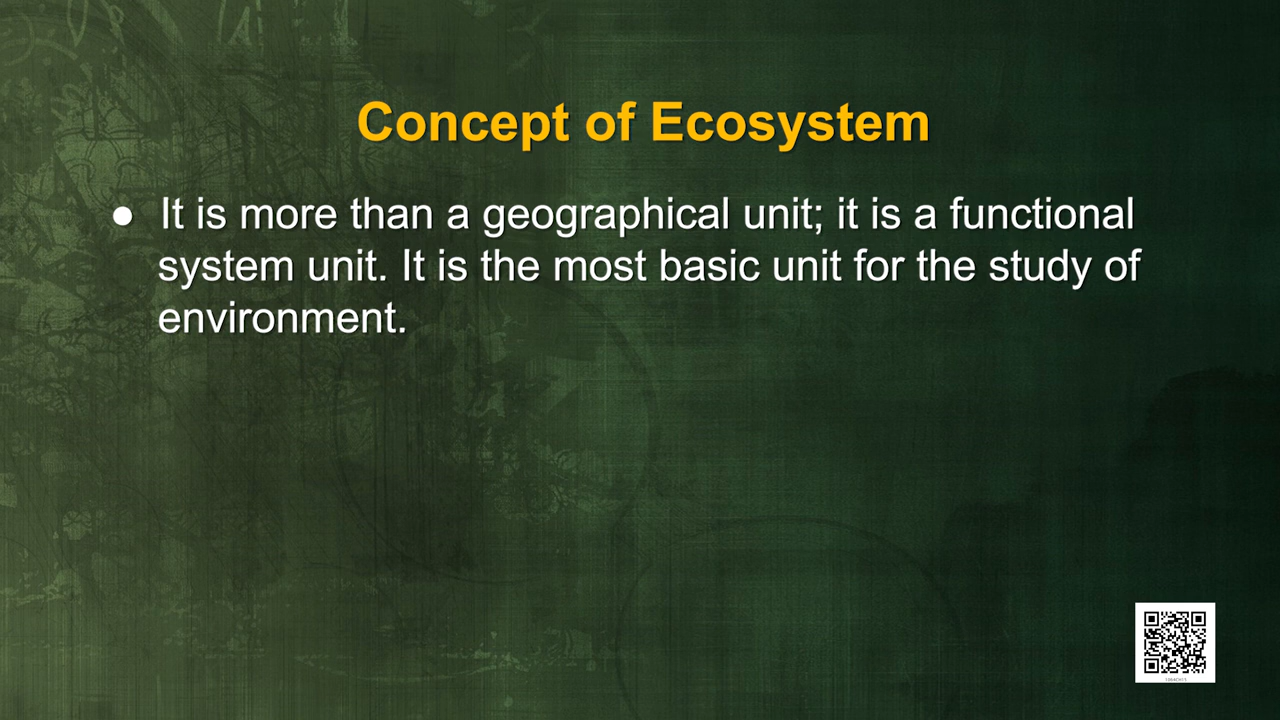 Concept of Ecosystem
● It is more than a geographical unit; it is a functional
system unit. It is the most basic unit for the study of
environment.